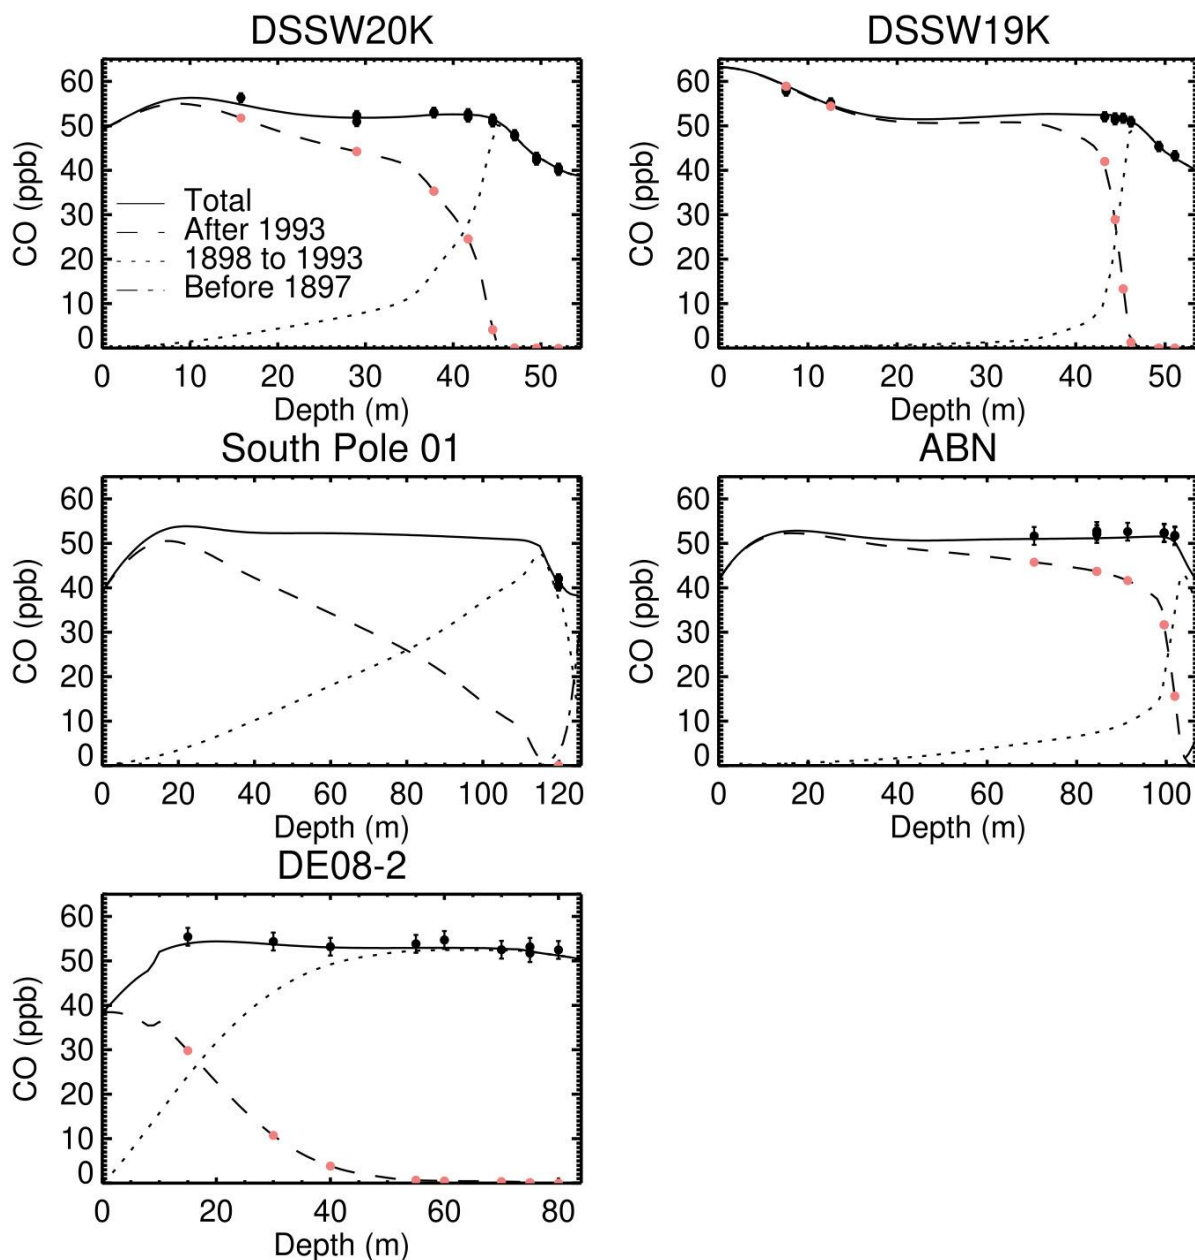 DSSW20K
60
50
40
30
20
10
0
CO (ppb)
Total
After 1993
1898 to 1993
Before 1897
0 10 20 30 40 50
Depth (m)
DSSW19K
60
50
40
30
20
10
0
CO (ppb)
0 10 20 30 40 50
Depth (m)
South Pole 01
60
50
40
30
20
10
0
CO (ppb)
0 20 40 60 80 100 120
Depth (m)
ABN
60
50
40
30
20
10
0
CO (ppb)
0 20 40 60 80 100
Depth (m)
DE08-2
60
50
40
30
20
10
0
CO (ppb)
0 20 40 60 80
Depth (m)